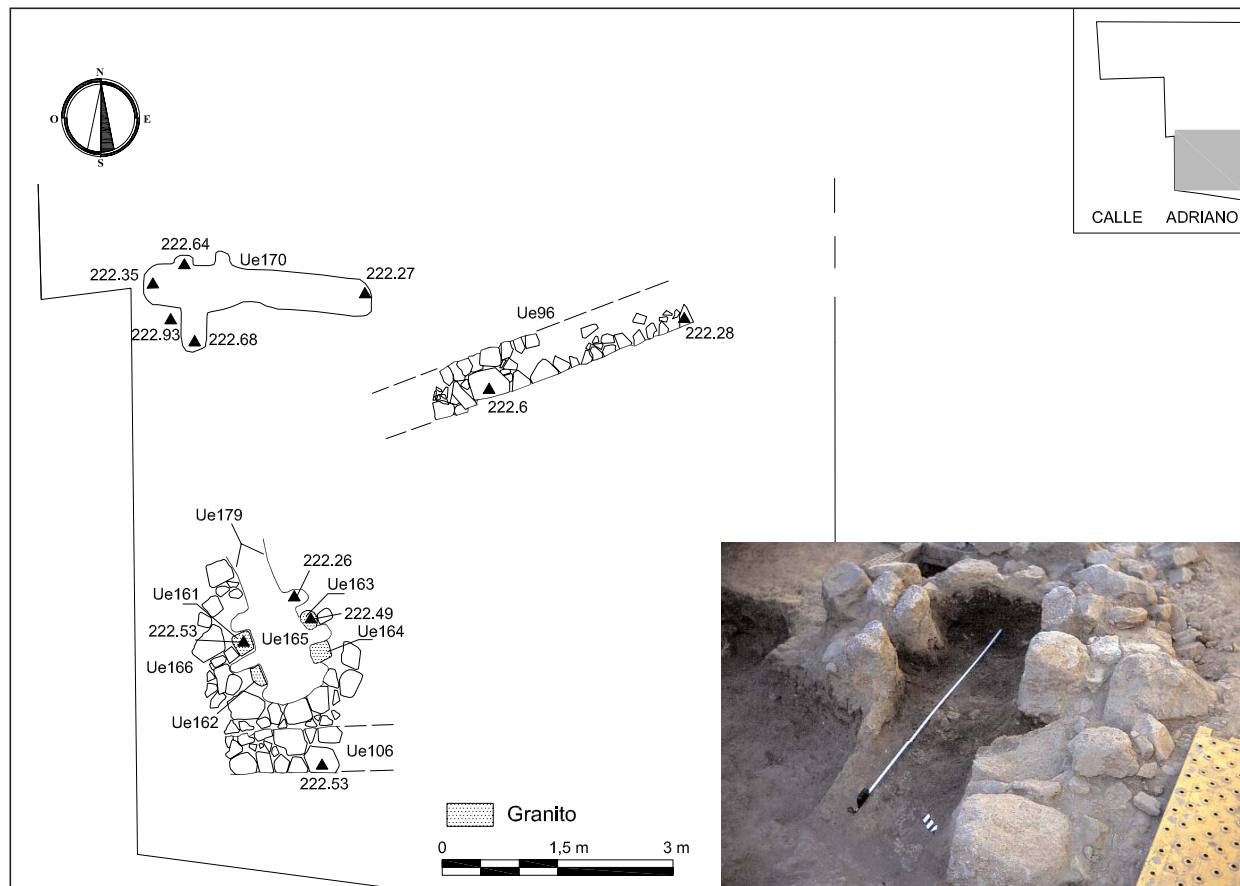 N
O
E
S
CALLE ADRIANO
222.64
Ue170
222.35
222.27
222.93
222.68
Ue96
222.28
222.6
Ue179
222.26
Ue161
Ue163
222.53
222.49
Ue165
Ue164
Ue166
Ue162
Ue106
222.53
Granito
0 1,5 m 3 m